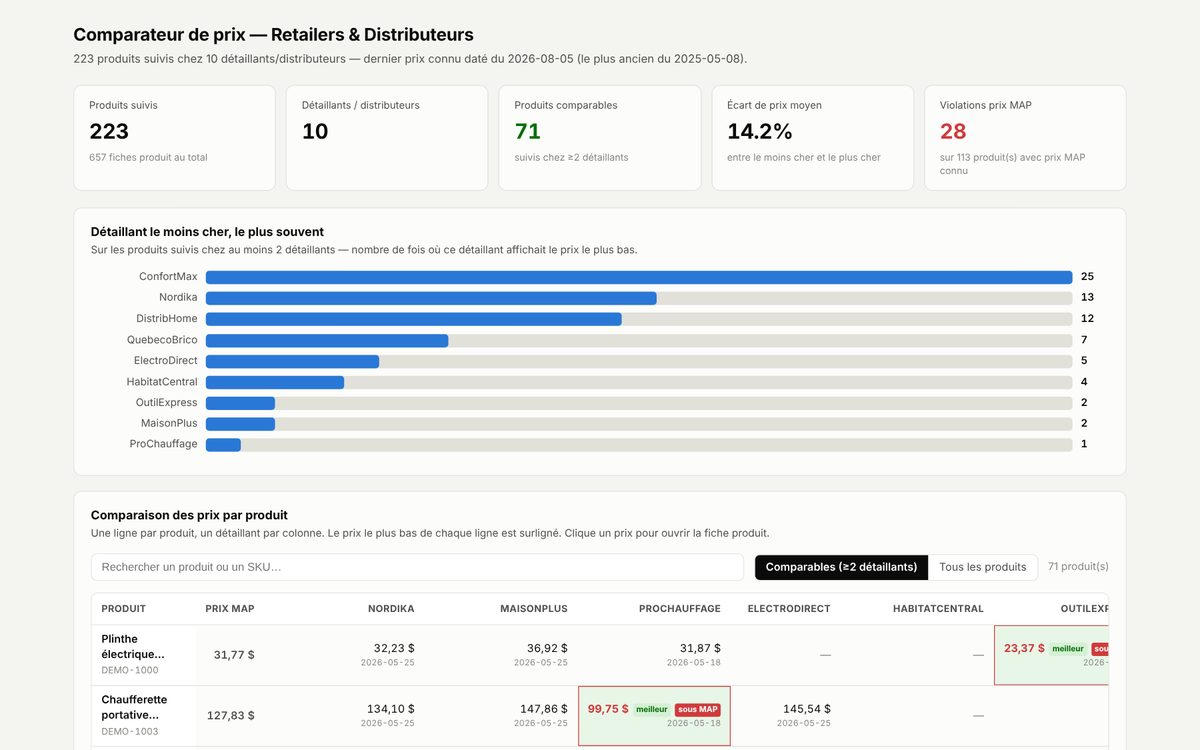 Comparateur de prix — Retailers & Distributeurs
223 produits suivis chez 10 détaillants/distributeurs — dernier prix connu daté du 2026-08-05 (le plus ancien du 2025-05-08).
Produits suivis
223
657 fiches produit au total
Détaillants / distributeurs
10
Produits comparables
71
suivis chez ≥2 détaillants
Écart de prix moyen
14.2%
entre le moins cher et le plus cher
Violations prix MAP
28
sur 113 produit(s) avec prix MAP
connu
Détaillant le moins cher, le plus souvent
Sur les produits suivis chez au moins 2 détaillants — nombre de fois où ce détaillant affichait le prix le plus bas.
ConfortMax 25
Nordika 13
DistribHome 12
QuebecoBrico 7
ElectroDirect 5
HabitatCentral 4
OutilExpress 2
MaisonPlus 2
ProChauffage 1
Comparaison des prix par produit
Une ligne par produit, un détaillant par colonne. Le prix le plus bas de chaque ligne est surligné. Clique un prix pour ouvrir la fiche produit.
Rechercher un produit ou un SKU... Comparables (≥2 détaillants) Tous les produits 71 produit(s)
PRODUIT PRIX MAP NORDIKA MAISONPLUS PROCHAUFFAGE ELECTRODIRECT HABITATCENTRAL OUTILEXP
Plinthe
électrique...
DEMO-1000
31,77 $
32,23 $
2026-05-25
36,92 $
2026-05-25
31,87 $
2026-05-18
—
—
23,37 $ meilleur sou
2026-
Chaufferette
portative...
DEMO-1003
127,83 $
134,10 $
2026-05-25
147,86 $
2026-05-25
99,75 $ meilleur sous MAP
2026-05-18
145,54 $
2026-05-25
—